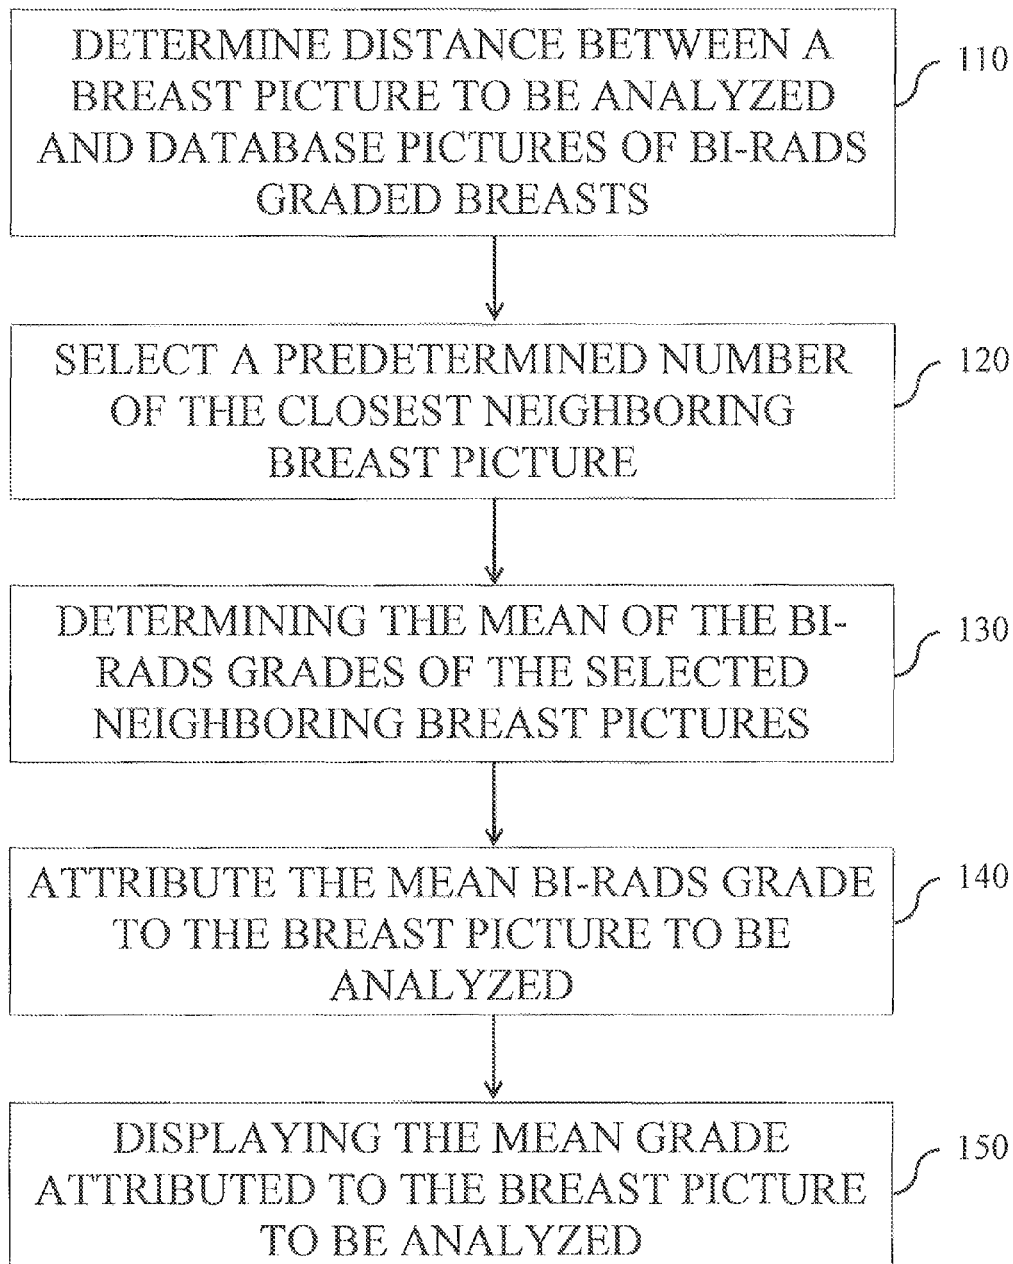 DETERMINE DISTANCE BETWEEN A
BREAST PICTURE TO BE ANALYZED
AND DATABASE PICTURES OF BI-RADS
GRADED BREASTS
110
SELECT A PREDETERMINED NUMBER
OF THE CLOSEST NEIGHBORING
BREAST PICTURE
120
DETERMINING THE MEAN OF THE BI-
RADS GRADES OF THE SELECTED
NEIGHBORING BREAST PICTURES
130
ATTRIBUTE THE MEAN BI-RADS GRADE
TO THE BREAST PICTURE TO BE
ANALYZED
140
DISPLAYING THE MEAN GRADE
ATTRIBUTED TO THE BREAST PICTURE
TO BE ANALYZED
150